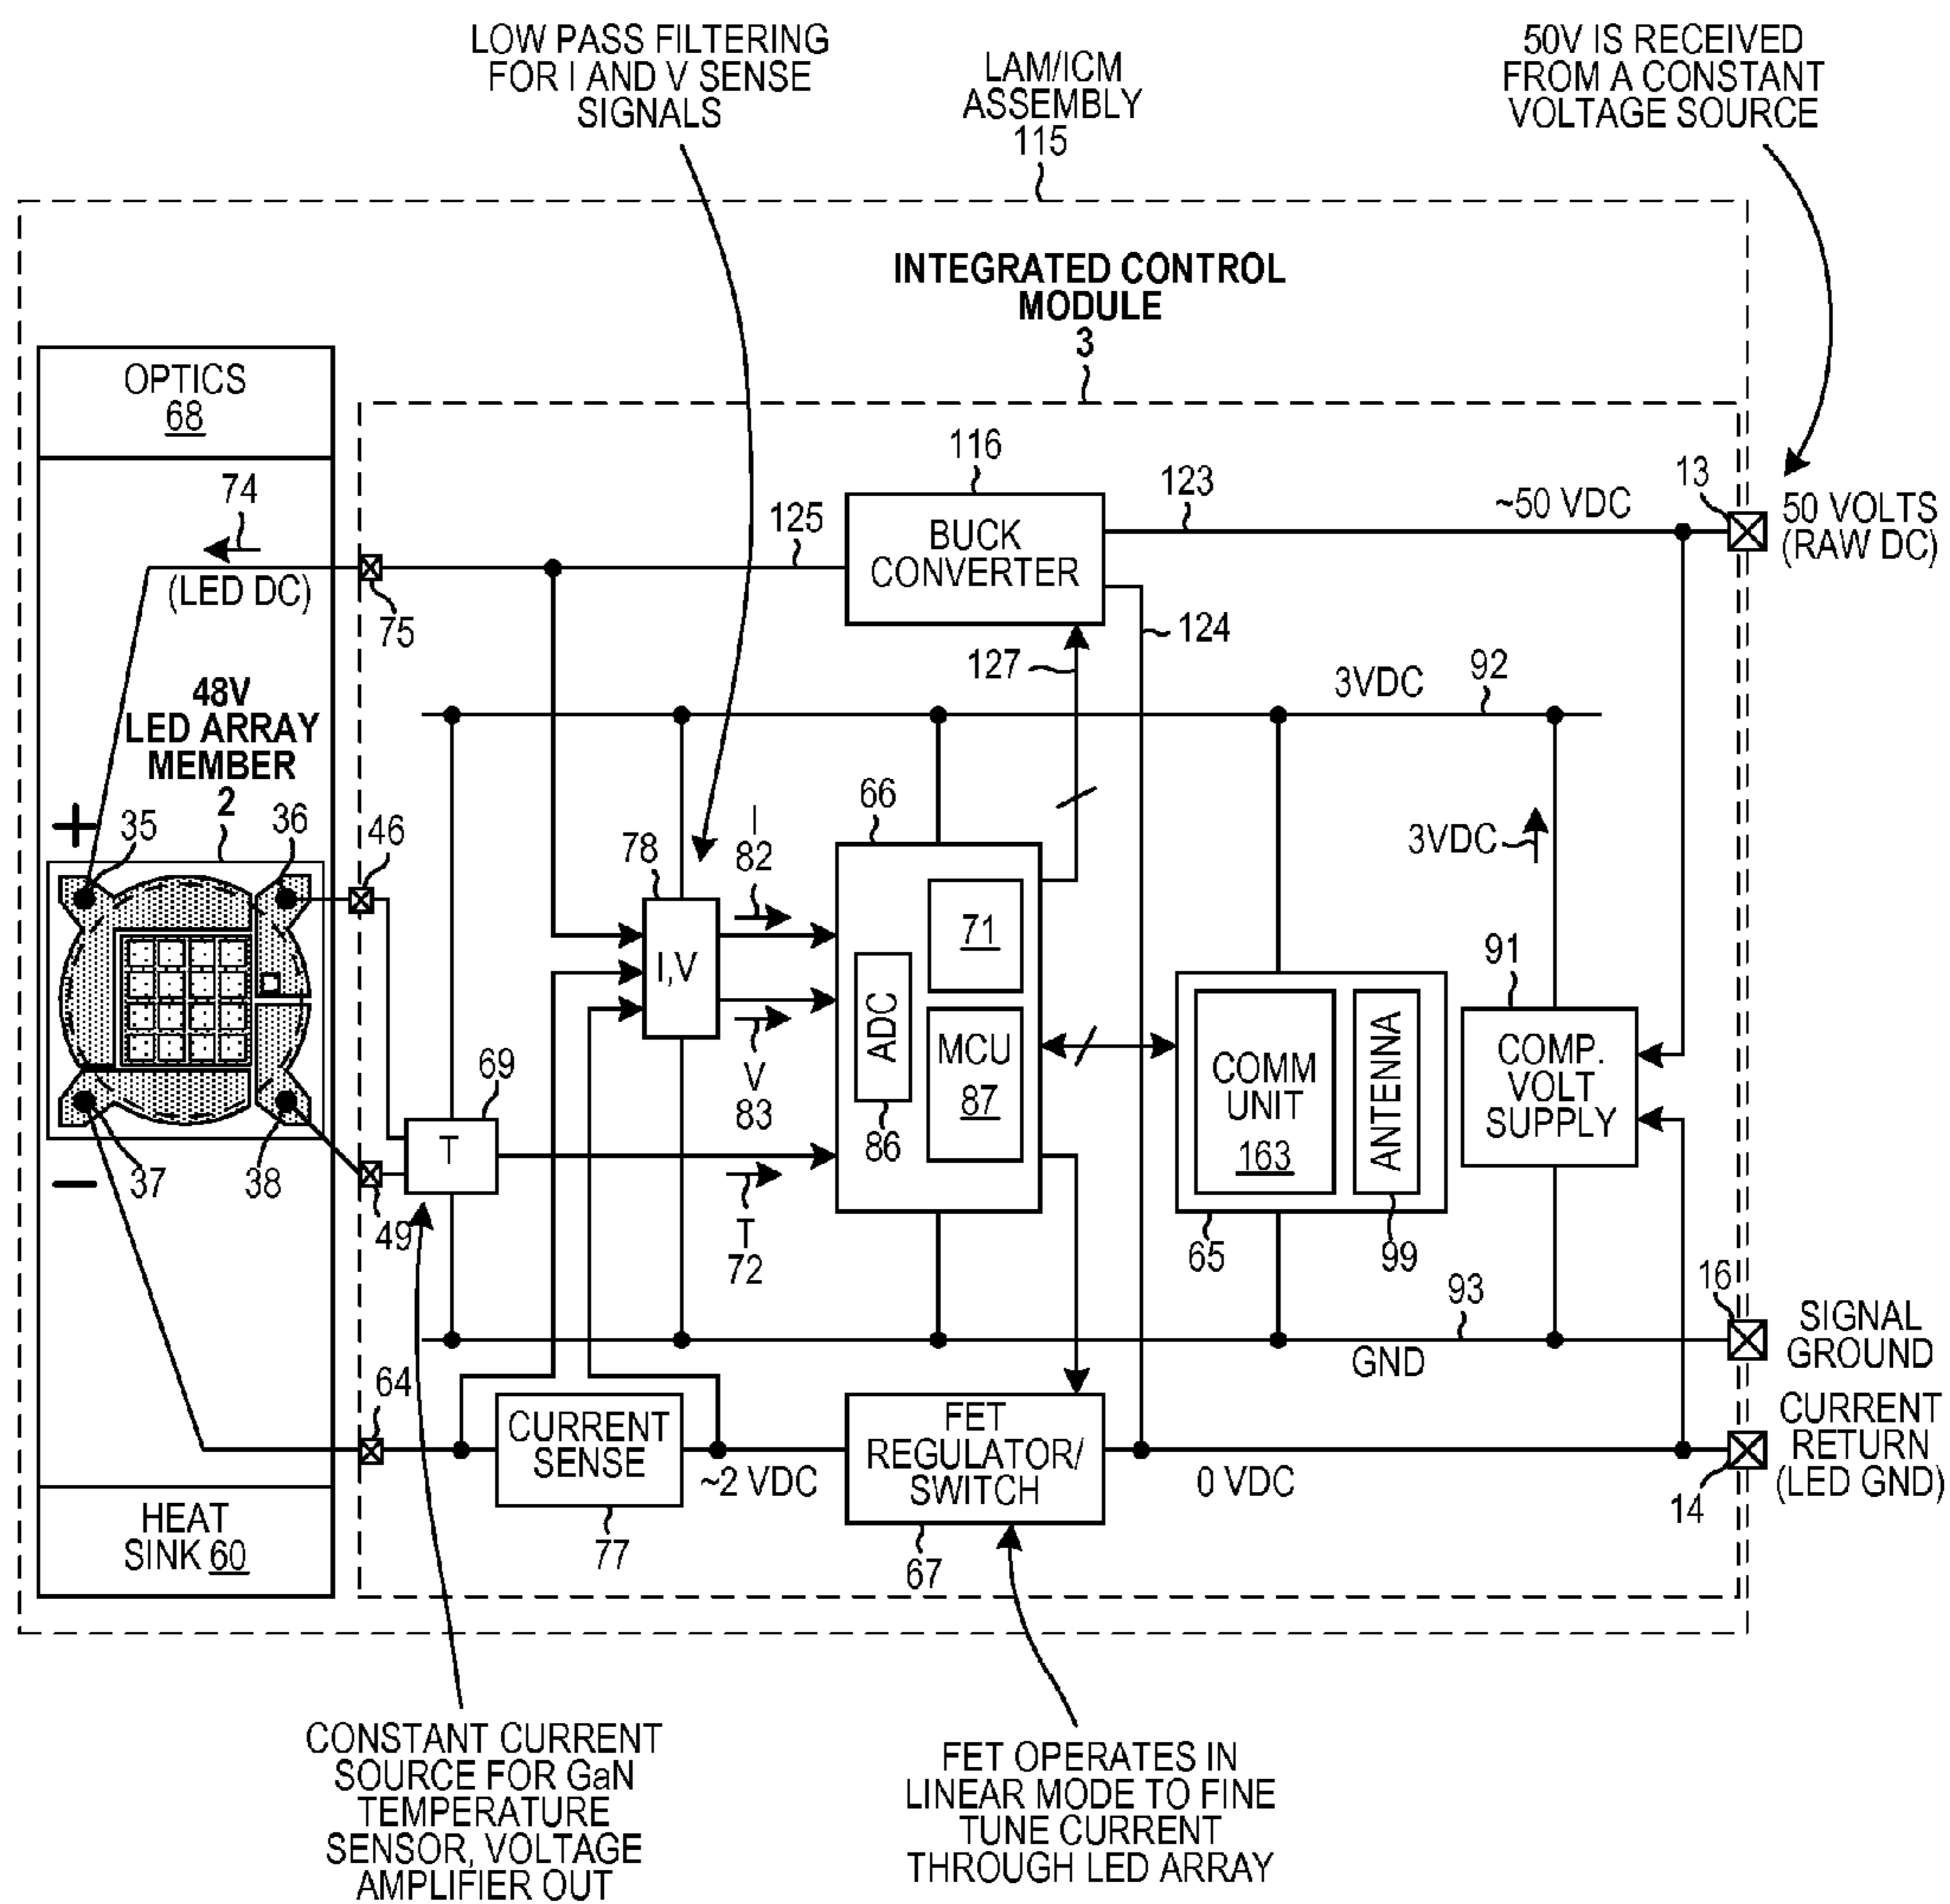 LOW PASS FILTERING
FOR I AND V SENSE
SIGNALS
LAM/ICM
ASSEMBLY
115
50V IS RECEIVED
FROM A CONSTANT
VOLTAGE SOURCE
INTEGRATED CONTROL
MODULE
3
OPTICS
68
74
(LED DC)
75
125
116
BUCK
CONVERTER
123
~50 VDC
13
50 VOLTS
(RAW DC)
124
127
3VDC
92
48V
LED ARRAY
MEMBER
2
+
35
36
46
78
I,V
I
82
V
83
66
71
ADC
86
MCU
87
3VDC
91
COMP.
VOLT
SUPPLY
COMM
UNIT
163
ANTENNA
65
99
69
T
T
72
−
37
38
49
93
GND
16
SIGNAL
GROUND
64
CURRENT
SENSE
77
~2 VDC
FET
REGULATOR/
SWITCH
67
0 VDC
14
CURRENT
RETURN
(LED GND)
HEAT
SINK 60
CONSTANT CURRENT
SOURCE FOR GaN
TEMPERATURE
SENSOR, VOLTAGE
AMPLIFIER OUT
FET OPERATES IN
LINEAR MODE TO FINE
TUNE CURRENT
THROUGH LED ARRAY